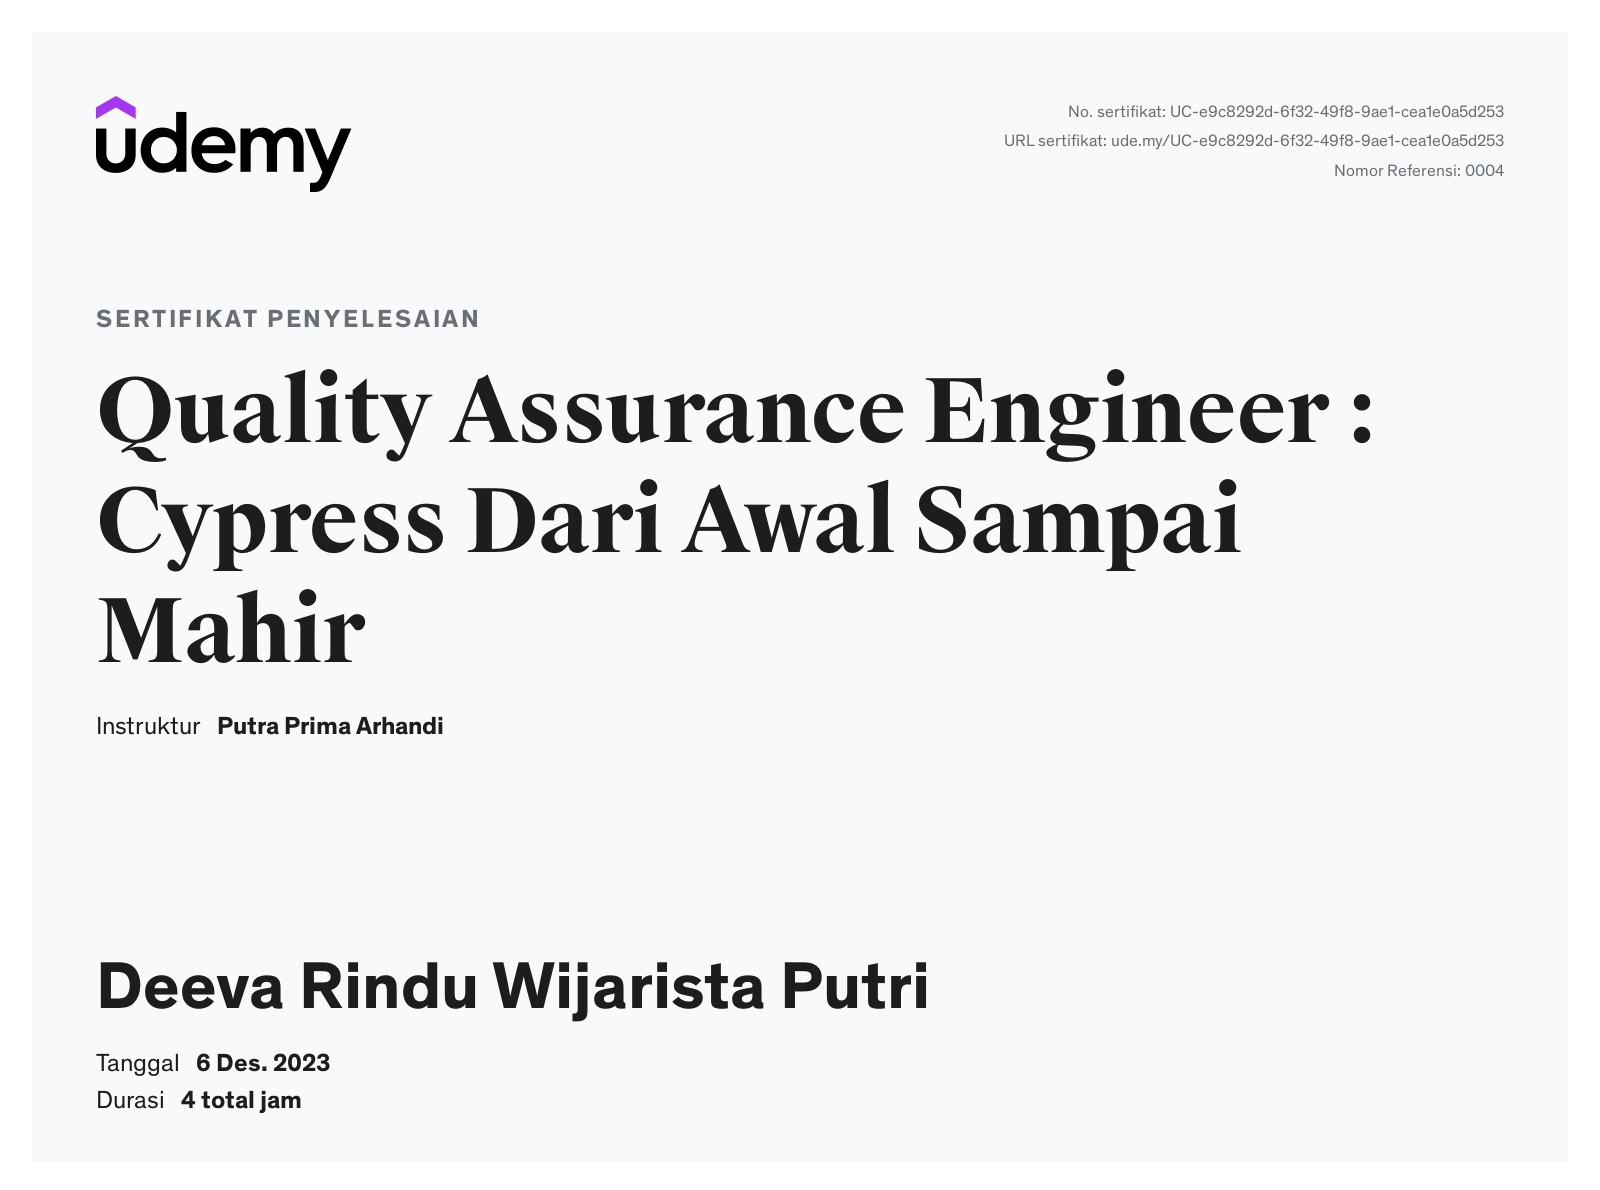 udemy
No. sertifikat: UC-e9c8292d-6f32-49f8-9ae1-cea1e0a5d253
URL sertifikat: ude.my/UC-e9c8292d-6f32-49f8-9ae1-cea1e0a5d253
Nomor Referensi: 0004
SERTIFIKAT PENYELESAIAN
Quality Assurance Engineer :
Cypress Dari Awal Sampai
Mahir
Instruktur Putra Prima Arhandi
Deeva Rindu Wijarista Putri
Tanggal 6 Des. 2023
Durasi 4 total jam